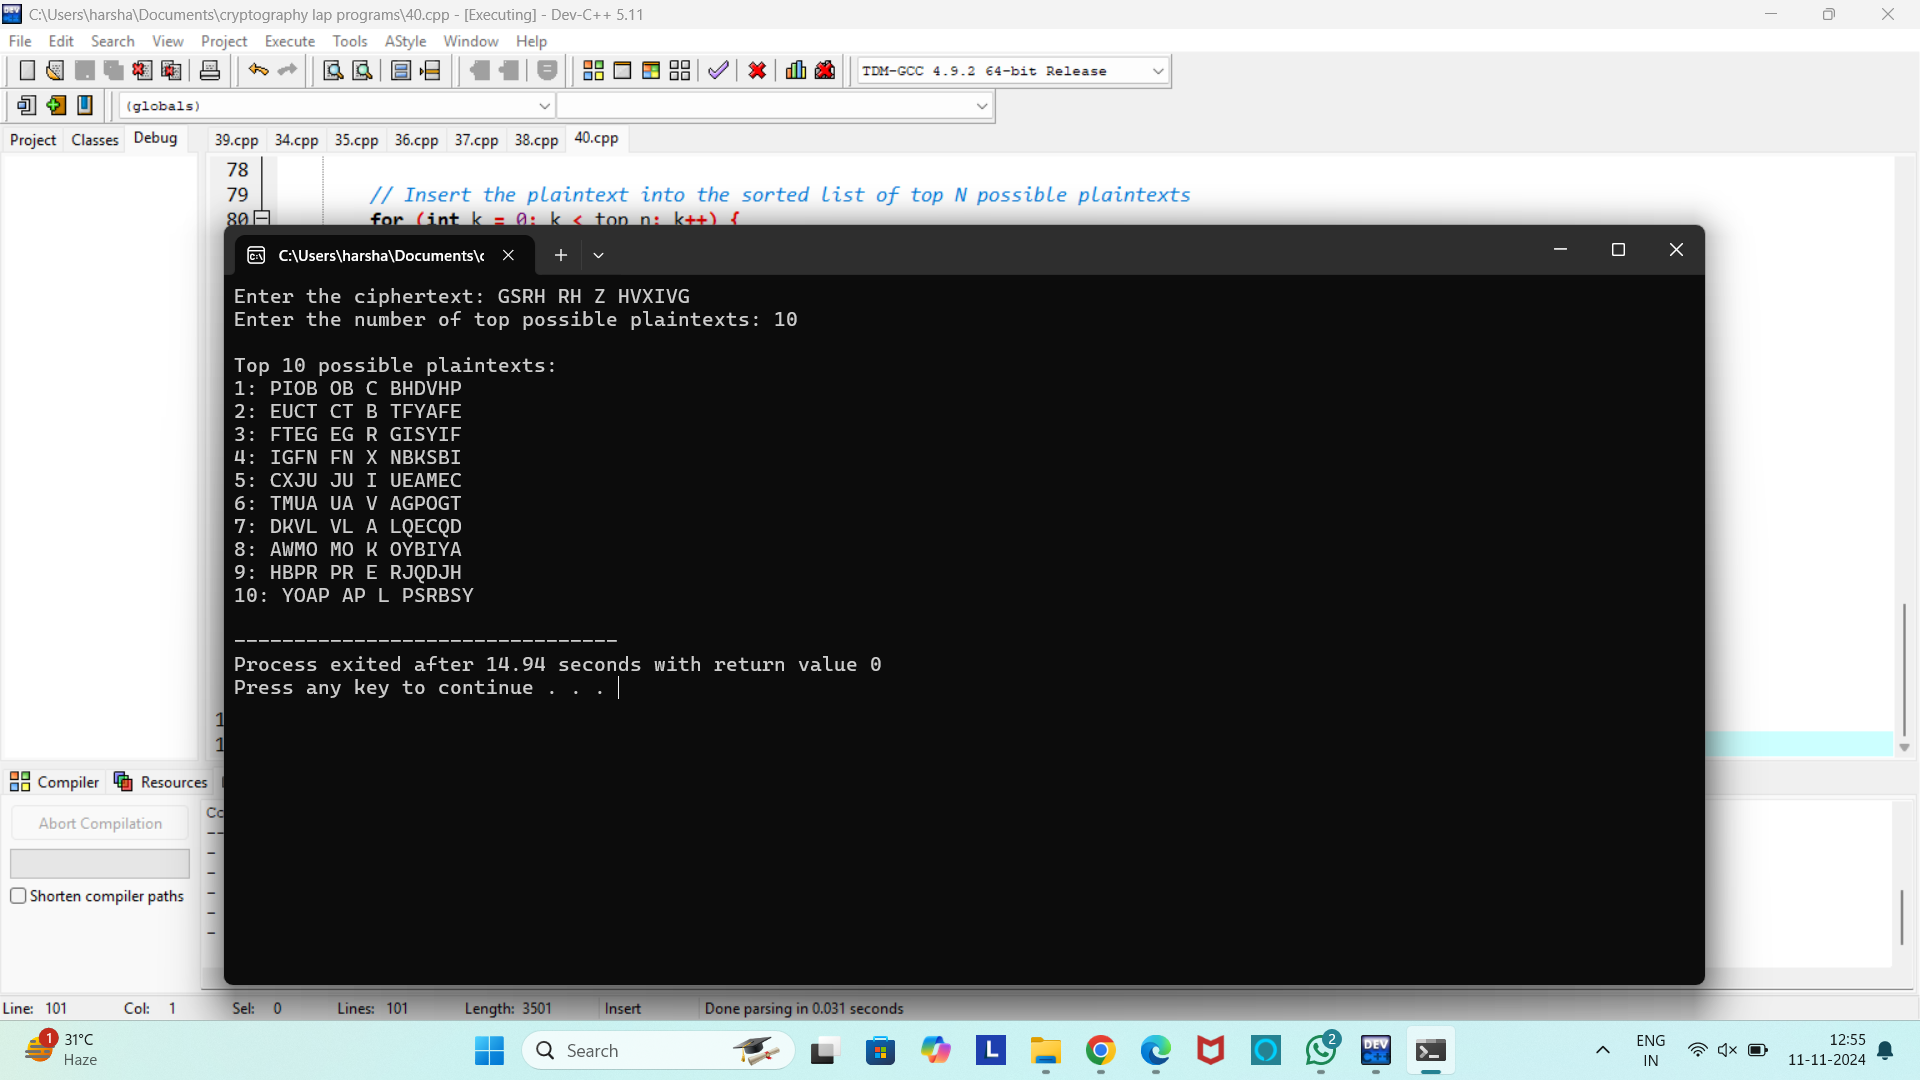 C:\Users\harsha\Documents\cryptography lap programs\40.cpp - [Executing] - Dev-C++ 5.11
File Edit Search View Project Execute Tools AStyle Window Help
TDM-GCC 4.9.2 64-bit Release
(globals)
Project Classes Debug 39.cpp 34.cpp 35.cpp 36.cpp 37.cpp 38.cpp 40.cpp
78
79 // Insert the plaintext into the sorted list of top N possible plaintexts
80 for (int k = 0; k < top_n; k++) {
C:\Users\harsha\Documents\c
Enter the ciphertext: GSRH RH Z HVXIVG
Enter the number of top possible plaintexts: 10
Top 10 possible plaintexts:
1: PIOB OB C BHDVHP
2: EUCT CT B TFYAFE
3: FTEG EG R GISYIF
4: IGFN FN X NBKSBI
5: CXJU JU I UEAMEC
6: TMUA UA V AGPOGT
7: DKVL VL A LQECQD
8: AWMO MO K OYBIYA
9: HBPR PR E RJQDJH
10: YOAP AP L PSRBSY
--------------------------------
Process exited after 14.94 seconds with return value 0
Press any key to continue . . .
Compiler Resources
Abort Compilation
Shorten compiler paths
Line: 101 Col: 1 Sel: 0 Lines: 101 Length: 3501 Insert Done parsing in 0.031 seconds
1 31°C
Haze
Search
L
2
DEV C++
ENG
IN
12:55
11-11-2024